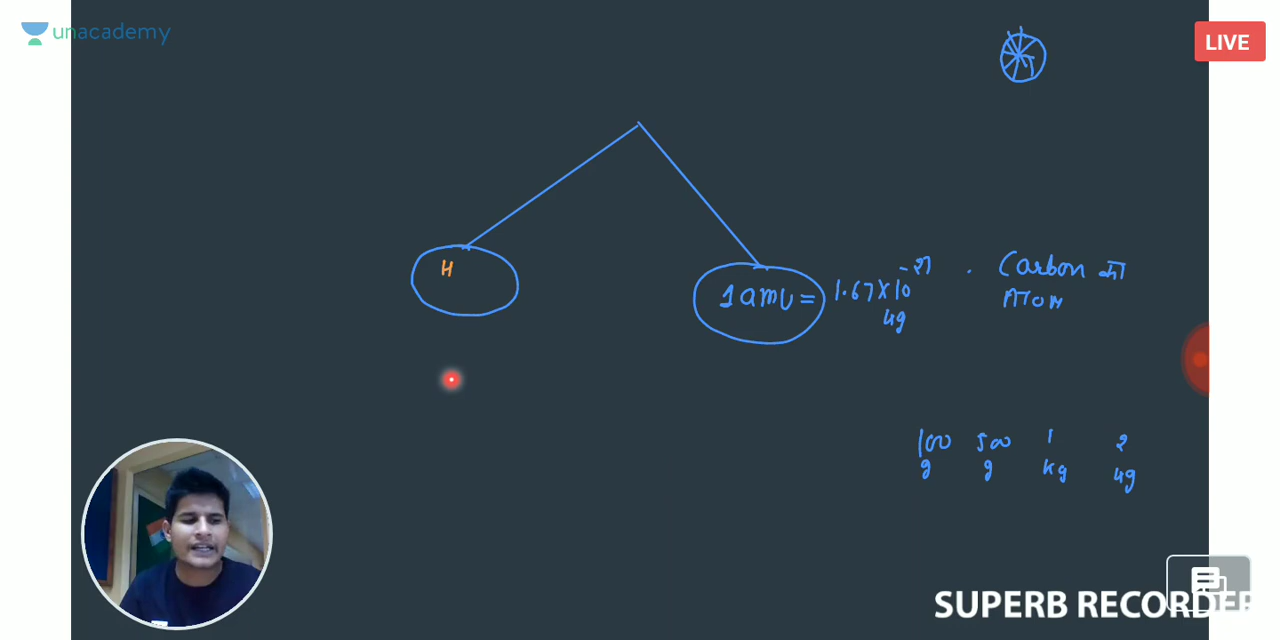 unacademy
LIVE
H
1 amu = 1.67 × 10⁻²⁷ kg
Carbon का
Atom
100 g
500 g
1 kg
2 kg
SUPERB RECORDER